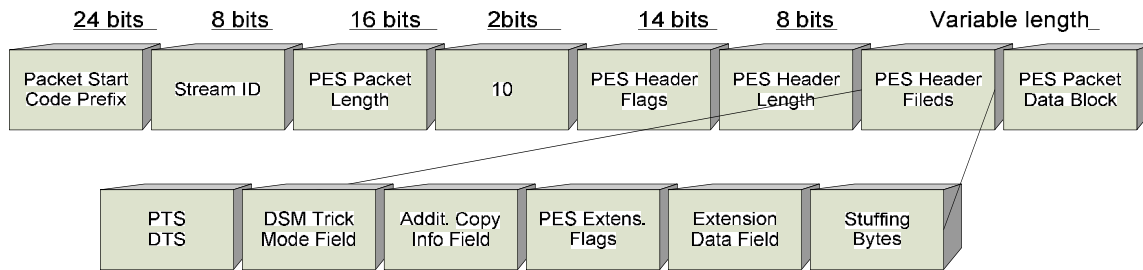 24 bits 8 bits 16 bits 2bits 14 bits 8 bits Variable length
Packet Start
Code Prefix
Stream ID
PES Packet
Length
10
PES Header
Flags
PES Header
Length
PES Header
Fileds
PES Packet
Data Block
PTS
DTS
DSM Trick
Mode Field
Addit. Copy
Info Field
PES Extens.
Flags
Extension
Data Field
Stuffing
Bytes